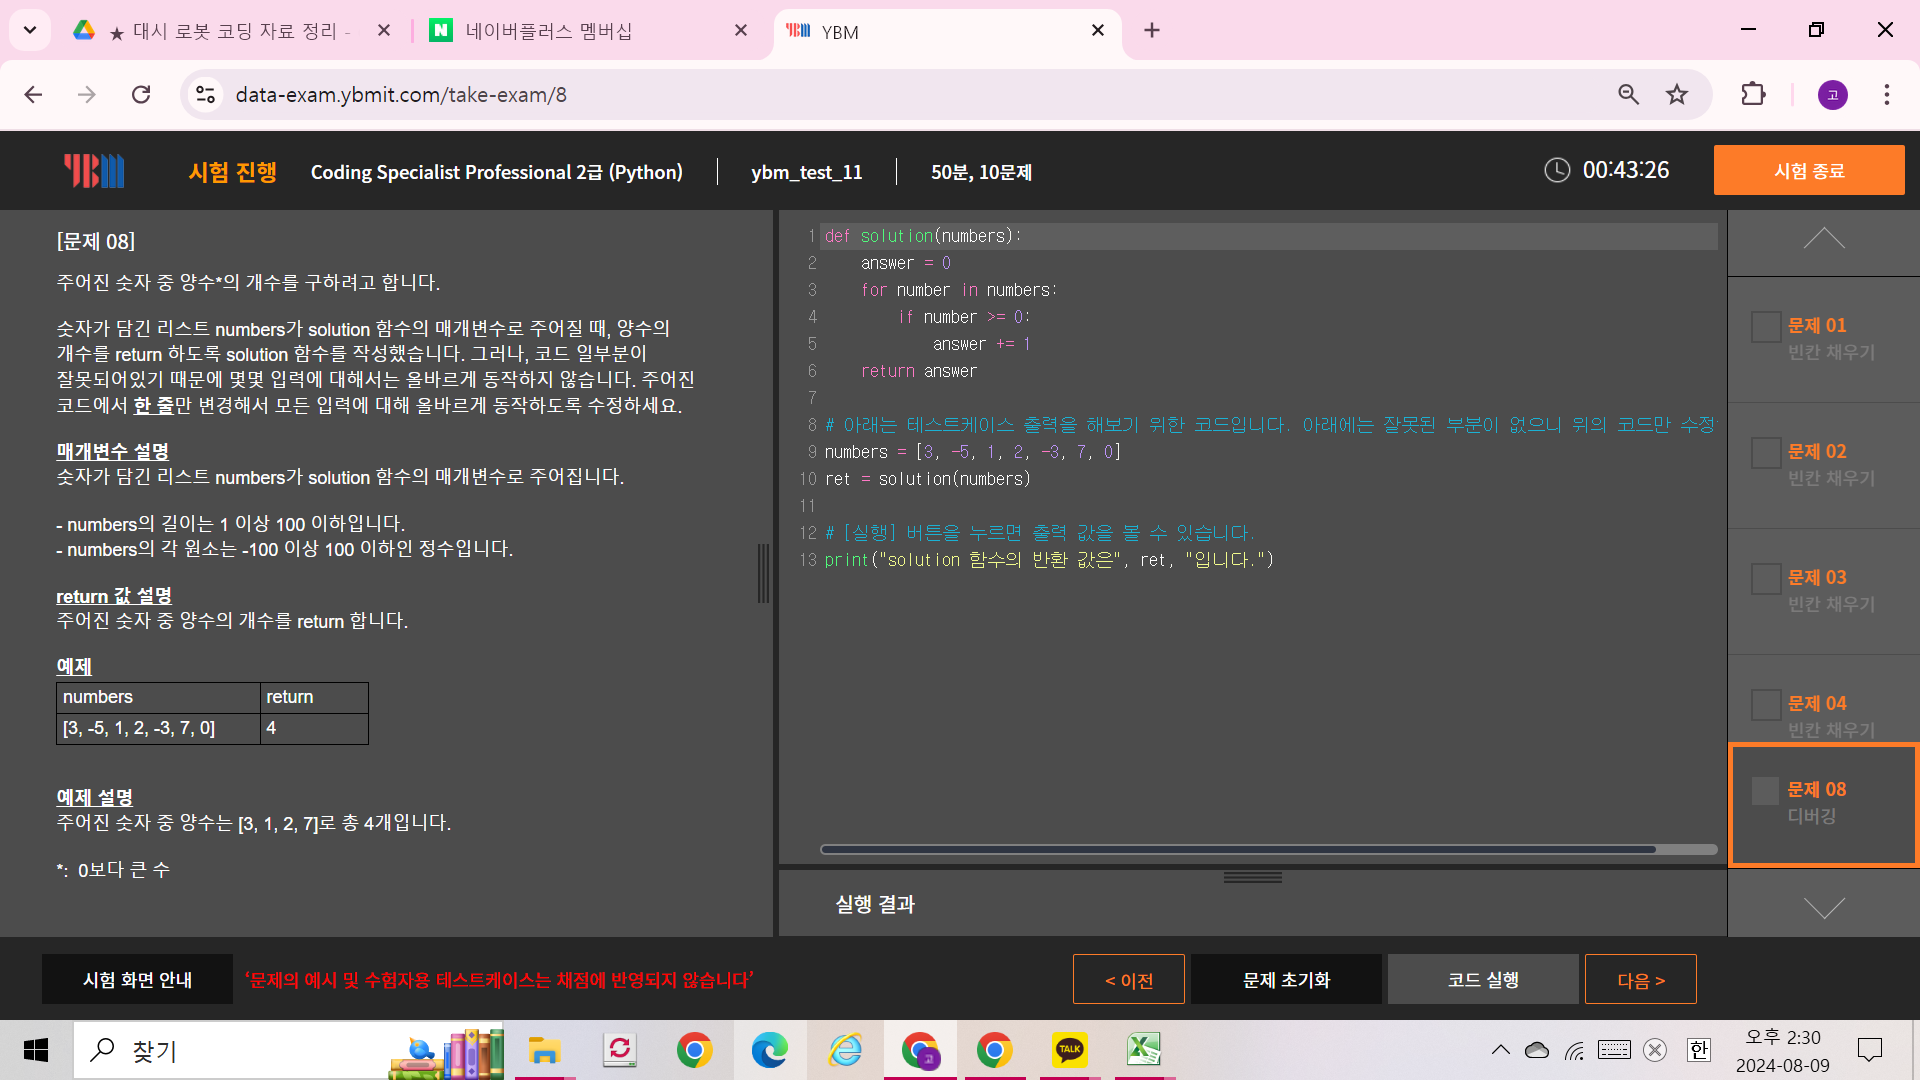 ★ 대시 로봇 코딩 자료 정리 -
네이버플러스 멤버십
YBM
data-exam.ybmit.com/take-exam/8
고
YBM
시험 진행
Coding Specialist Professional 2급 (Python)
ybm_test_11
50분, 10문제
00:43:26
시험 종료
[문제 08]
주어진 숫자 중 양수*의 개수를 구하려고 합니다.
숫자가 담긴 리스트 numbers가 solution 함수의 매개변수로 주어질 때, 양수의
개수를 return 하도록 solution 함수를 작성했습니다. 그러나, 코드 일부분이
잘못되어있기 때문에 몇몇 입력에 대해서는 올바르게 동작하지 않습니다. 주어진
코드에서 한 줄만 변경해서 모든 입력에 대해 올바르게 동작하도록 수정하세요.
매개변수 설명
숫자가 담긴 리스트 numbers가 solution 함수의 매개변수로 주어집니다.
- numbers의 길이는 1 이상 100 이하입니다.
- numbers의 각 원소는 -100 이상 100 이하인 정수입니다.
return 값 설명
주어진 숫자 중 양수의 개수를 return 합니다.
예제
numbers return
[3, -5, 1, 2, -3, 7, 0] 4
예제 설명
주어진 숫자 중 양수는 [3, 1, 2, 7]로 총 4개입니다.
*: 0보다 큰 수
1 def solution(numbers):
2 answer = 0
3 for number in numbers:
4 if number >= 0:
5 answer += 1
6 return answer
7
8 # 아래는 테스트케이스 출력을 해보기 위한 코드입니다. 아래에는 잘못된 부분이 없으니 위의 코드만 수정
9 numbers = [3, -5, 1, 2, -3, 7, 0]
10 ret = solution(numbers)
11
12 # [실행] 버튼을 누르면 출력 값을 볼 수 있습니다.
13 print("solution 함수의 반환 값은", ret, "입니다.")
실행 결과
문제 01
빈칸 채우기
문제 02
빈칸 채우기
문제 03
빈칸 채우기
문제 04
빈칸 채우기
문제 08
디버깅
시험 화면 안내
‘문제의 예시 및 수험자용 테스트케이스는 채점에 반영되지 않습니다’
< 이전
문제 초기화
코드 실행
다음 >
찾기
고
TALK
한
오후 2:30
2024-08-09